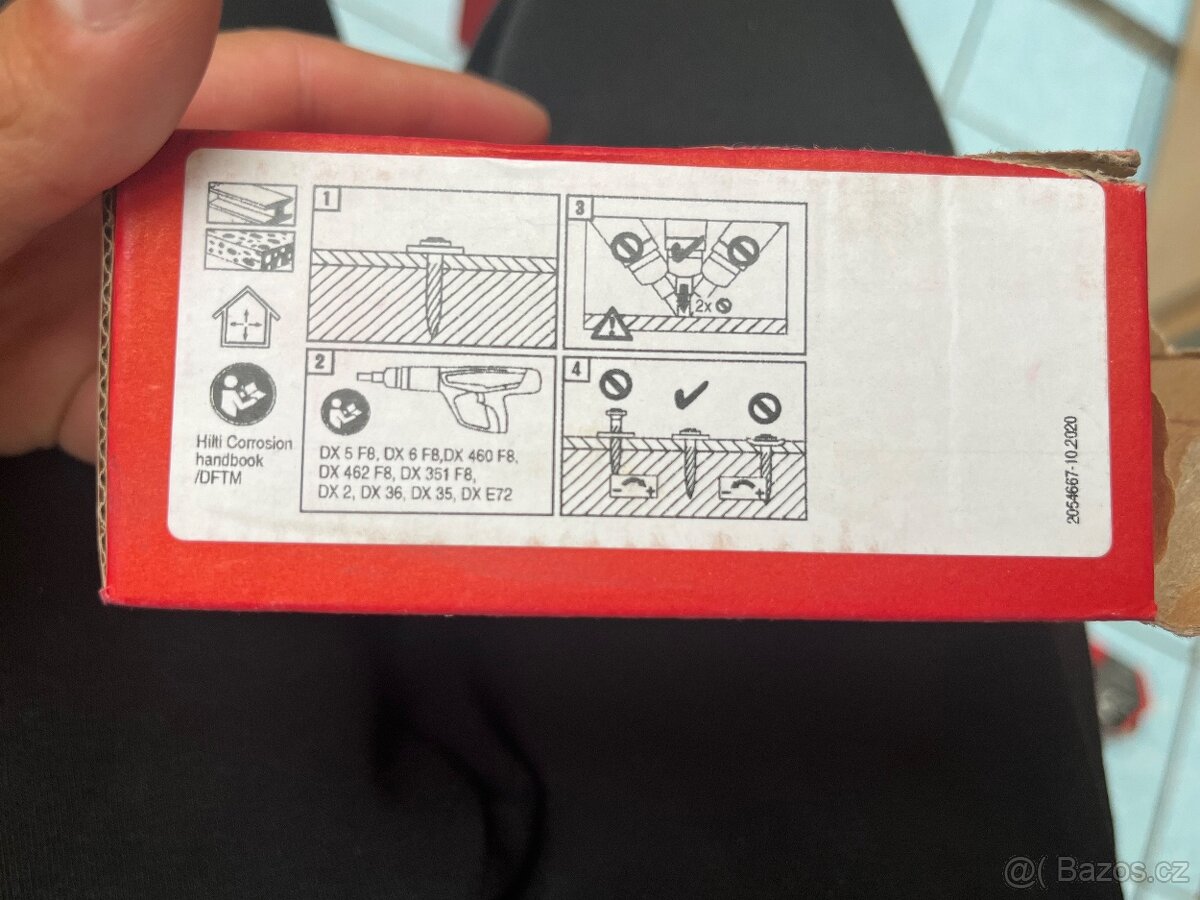 Hilti Corrosion
handbook
/DFTM
1
2
DX 5 F8, DX 6 F8,DX 460 F8,
DX 462 F8, DX 351 F8,
DX 2, DX 36, DX 35, DX E72
3
2x
4
- +
- +
2054667-10.2020
@( Bazos.cz